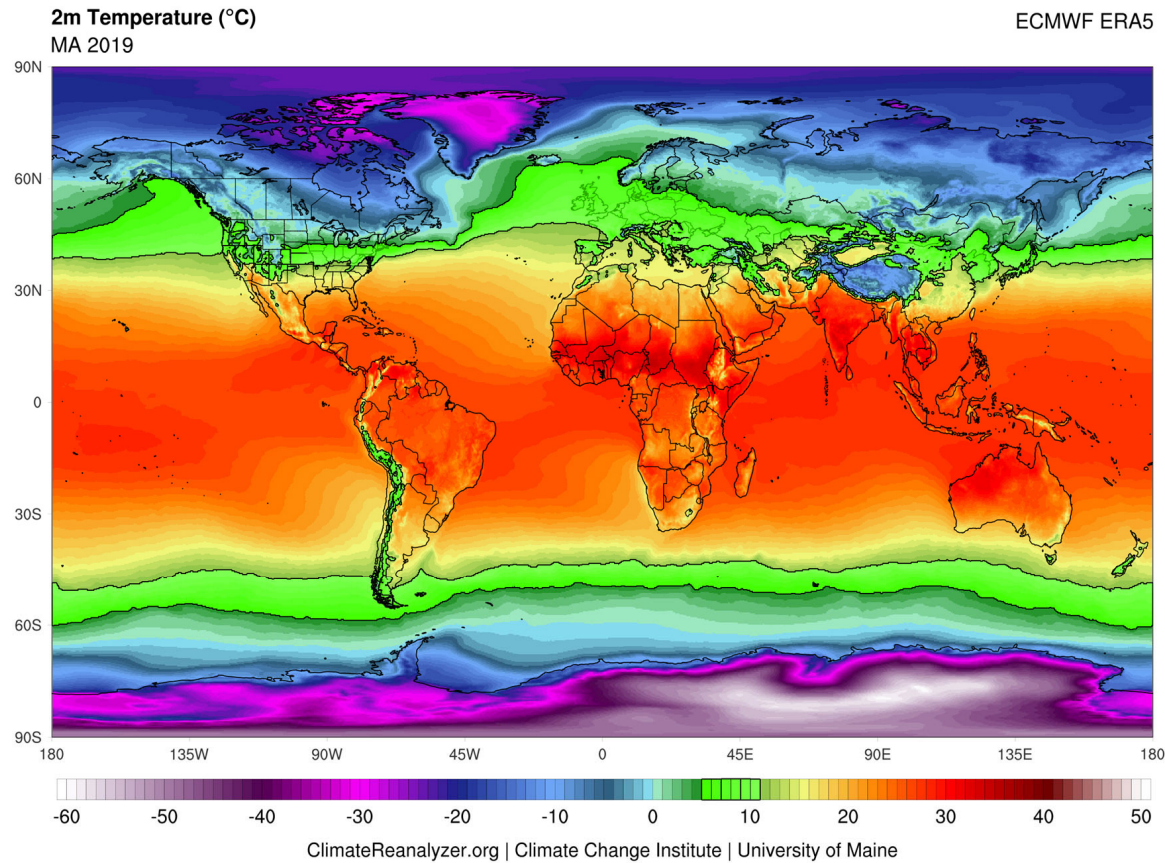 2m Temperature (°C)
ECMWF ERA5
MA 2019
90N
60N
30N
0
30S
60S
90S
180 135W 90W 45W 0 45E 90E 135E 180
-60 -50 -40 -30 -20 -10 0 10 20 30 40 50
ClimateReanalyzer.org | Climate Change Institute | University of Maine